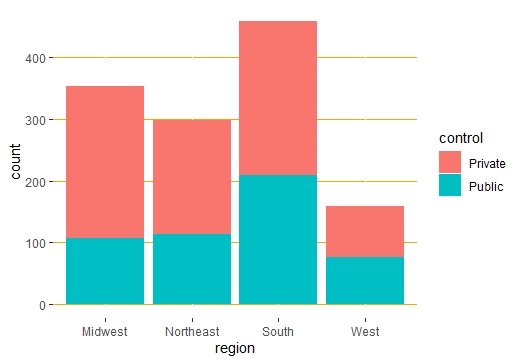 400
300
200
100
0
count
Midwest Northeast South West
region
control
Private
Public